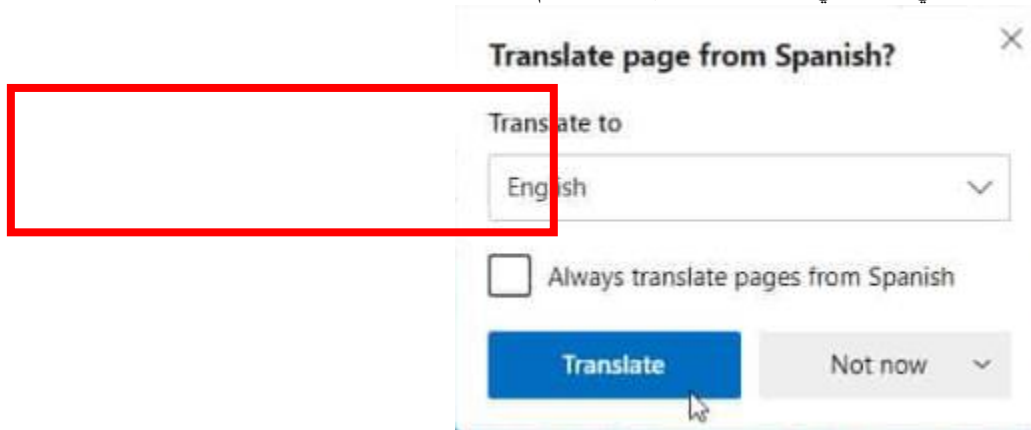 Translate page from Spanish?
Translate to
English
Always translate pages from Spanish
Translate
Not now